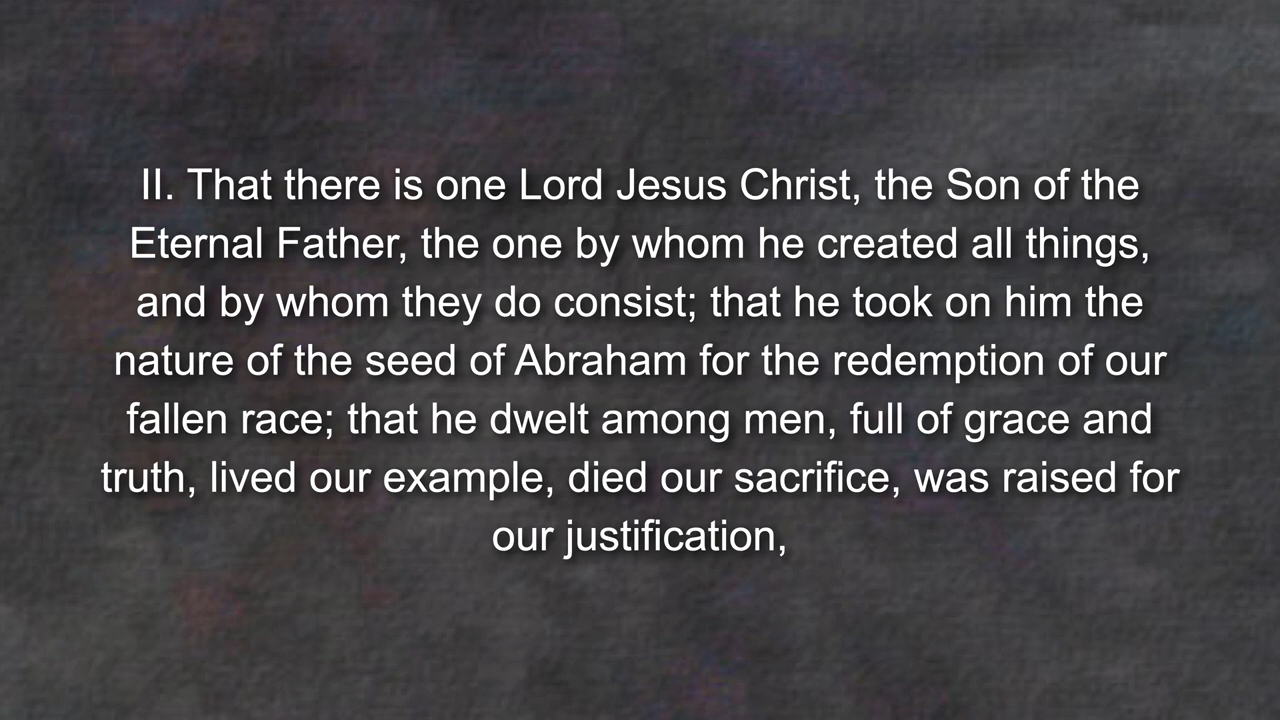 II. That there is one Lord Jesus Christ, the Son of the
Eternal Father, the one by whom he created all things,
and by whom they do consist; that he took on him the
nature of the seed of Abraham for the redemption of our
fallen race; that he dwelt among men, full of grace and
truth, lived our example, died our sacrifice, was raised for
our justification,